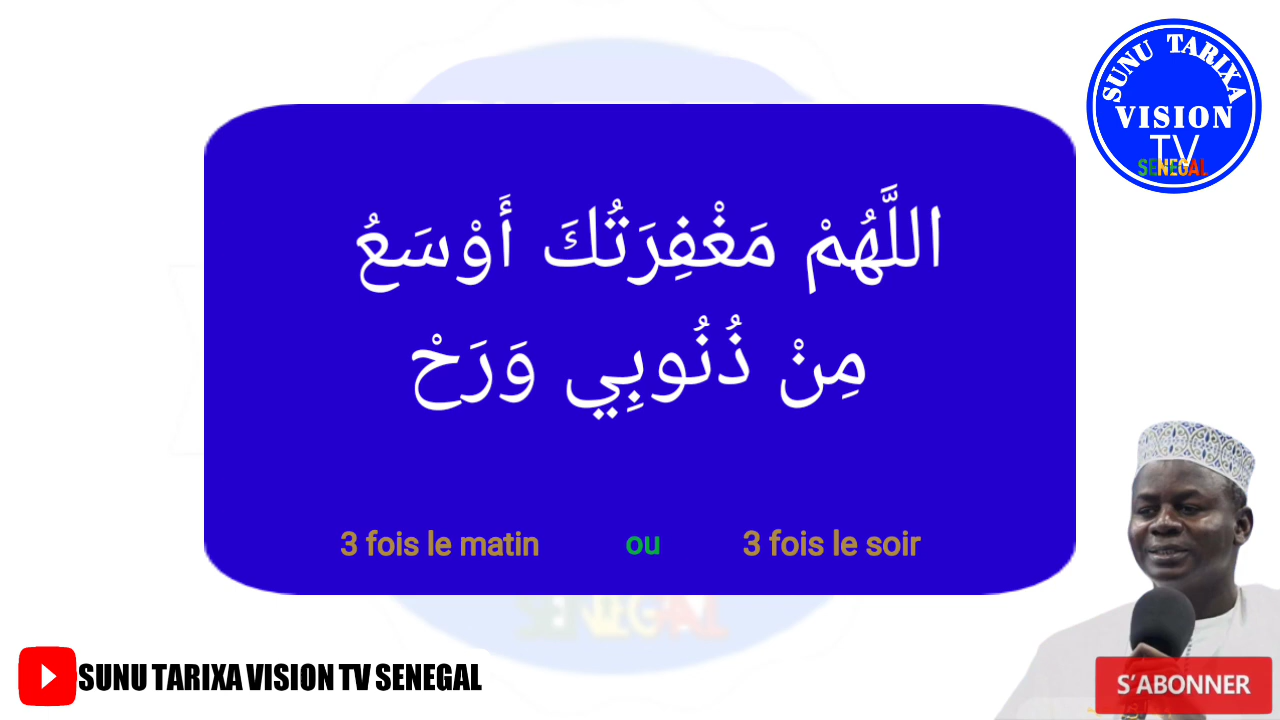 SUNU TARIXA
VISION
TV
SENEGAL
اللَّهُمْ مَغْفِرَتُكَ أَوْسَعُ
مِنْ ذُنُوبِي وَرَحْ
3 fois le matin ou 3 fois le soir
SENEGAL
SUNU TARIXA VISION TV SENEGAL
S'ABONNER